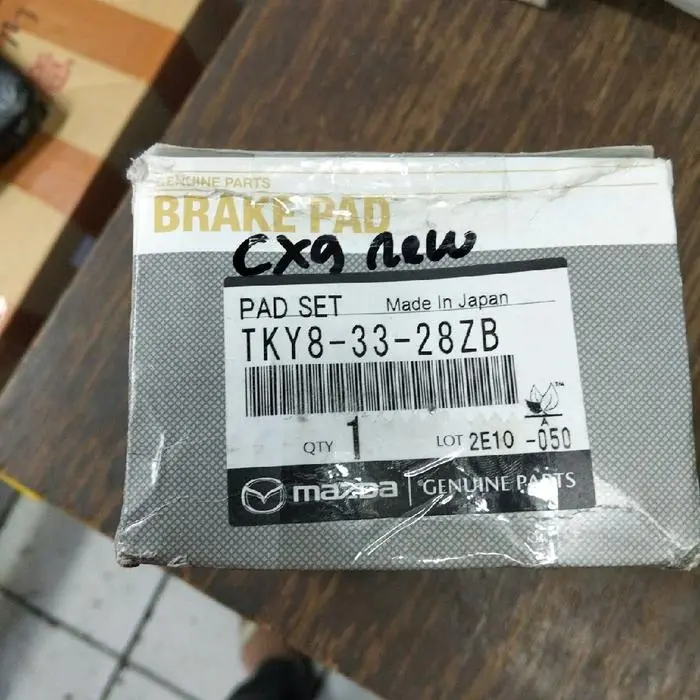 GENUINE PARTS
BRAKE PAD
CX9 new
PAD SET Made In Japan
TKY8-33-28ZB
TM
A
QTY 1 LOT 2E10 -050
mazda GENUINE PARTS